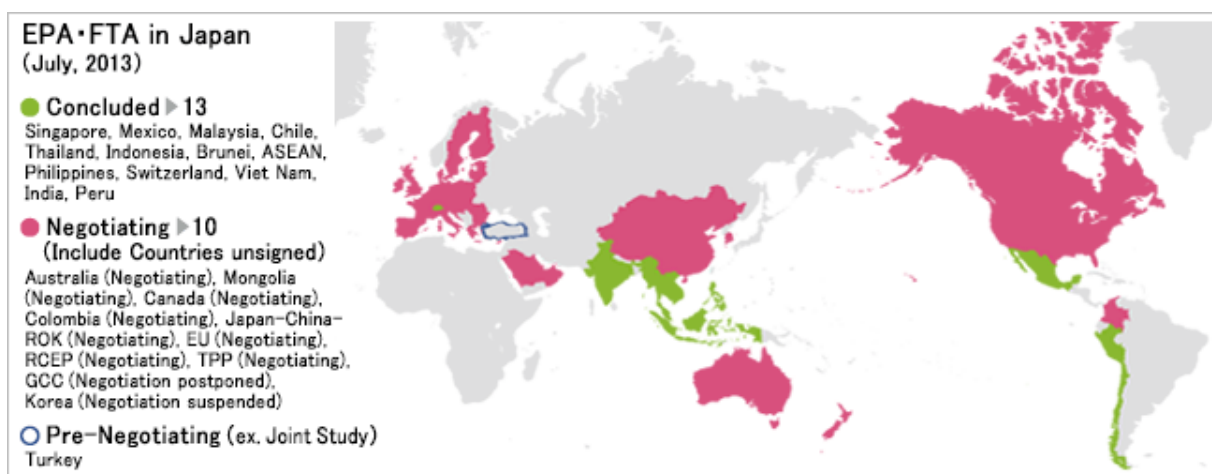 EPA・FTA in Japan
(July, 2013)
Concluded ▶ 13
Singapore, Mexico, Malaysia, Chile,
Thailand, Indonesia, Brunei, ASEAN,
Philippines, Switzerland, Viet Nam,
India, Peru
Negotiating ▶ 10
(Include Countries unsigned)
Australia (Negotiating), Mongolia
(Negotiating), Canada (Negotiating),
Colombia (Negotiating), Japan-China-
ROK (Negotiating), EU (Negotiating),
RCEP (Negotiating), TPP (Negotiating),
GCC (Negotiation postponed),
Korea (Negotiation suspended)
Pre-Negotiating (ex. Joint Study)
Turkey